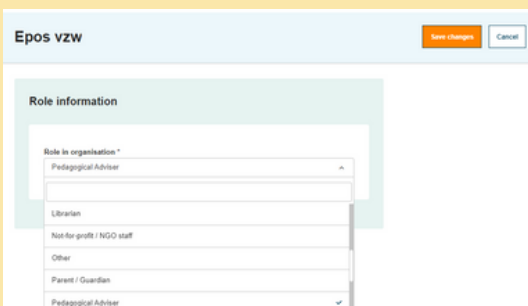 Epos vzw
Save changes
Cancel
Role information
Role in organisation *
Pedagogical Adviser
Librarian
Not-for-profit / NGO staff
Other
Parent / Guardian
Pedagogical Adviser